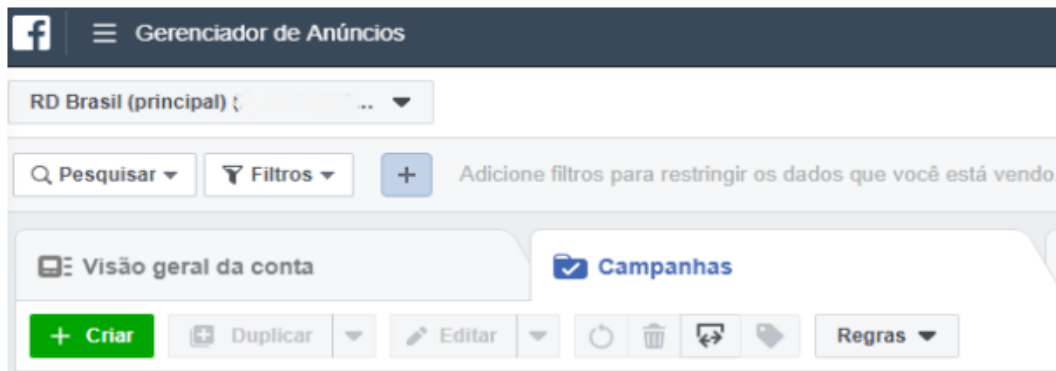 f Gerenciador de Anúncios
RD Brasil (principal) (. ...
Pesquisar Filtros + Adicione filtros para restringir os dados que você está vendo.
Visão geral da conta Campanhas
+ Criar Duplicar Editar Regras